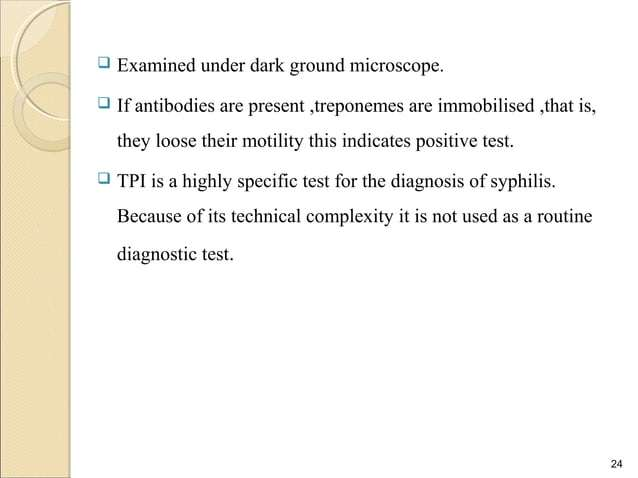 Examined under dark ground microscope.
If antibodies are present ,treponemes are immobilised ,that is,
they loose their motility this indicates positive test.
TPI is a highly specific test for the diagnosis of syphilis.
Because of its technical complexity it is not used as a routine
diagnostic test.
24